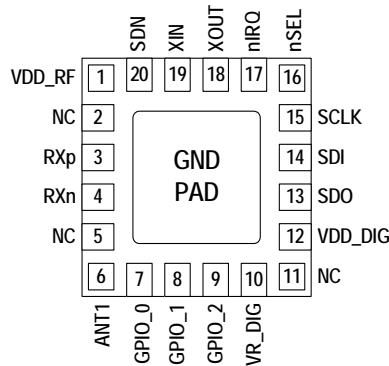 SDN
XIN
XOUT
nIRQ
nSEL
VDD_RF 1 20 19 18 17 16
NC 2 15 SCLK
RXp 3 GND 14 SDI
RXn 4 PAD 13 SDO
NC 5 12 VDD_DIG
6 7 8 9 10 11 NC
ANT1
GPIO_0
GPIO_1
GPIO_2
VR_DIG